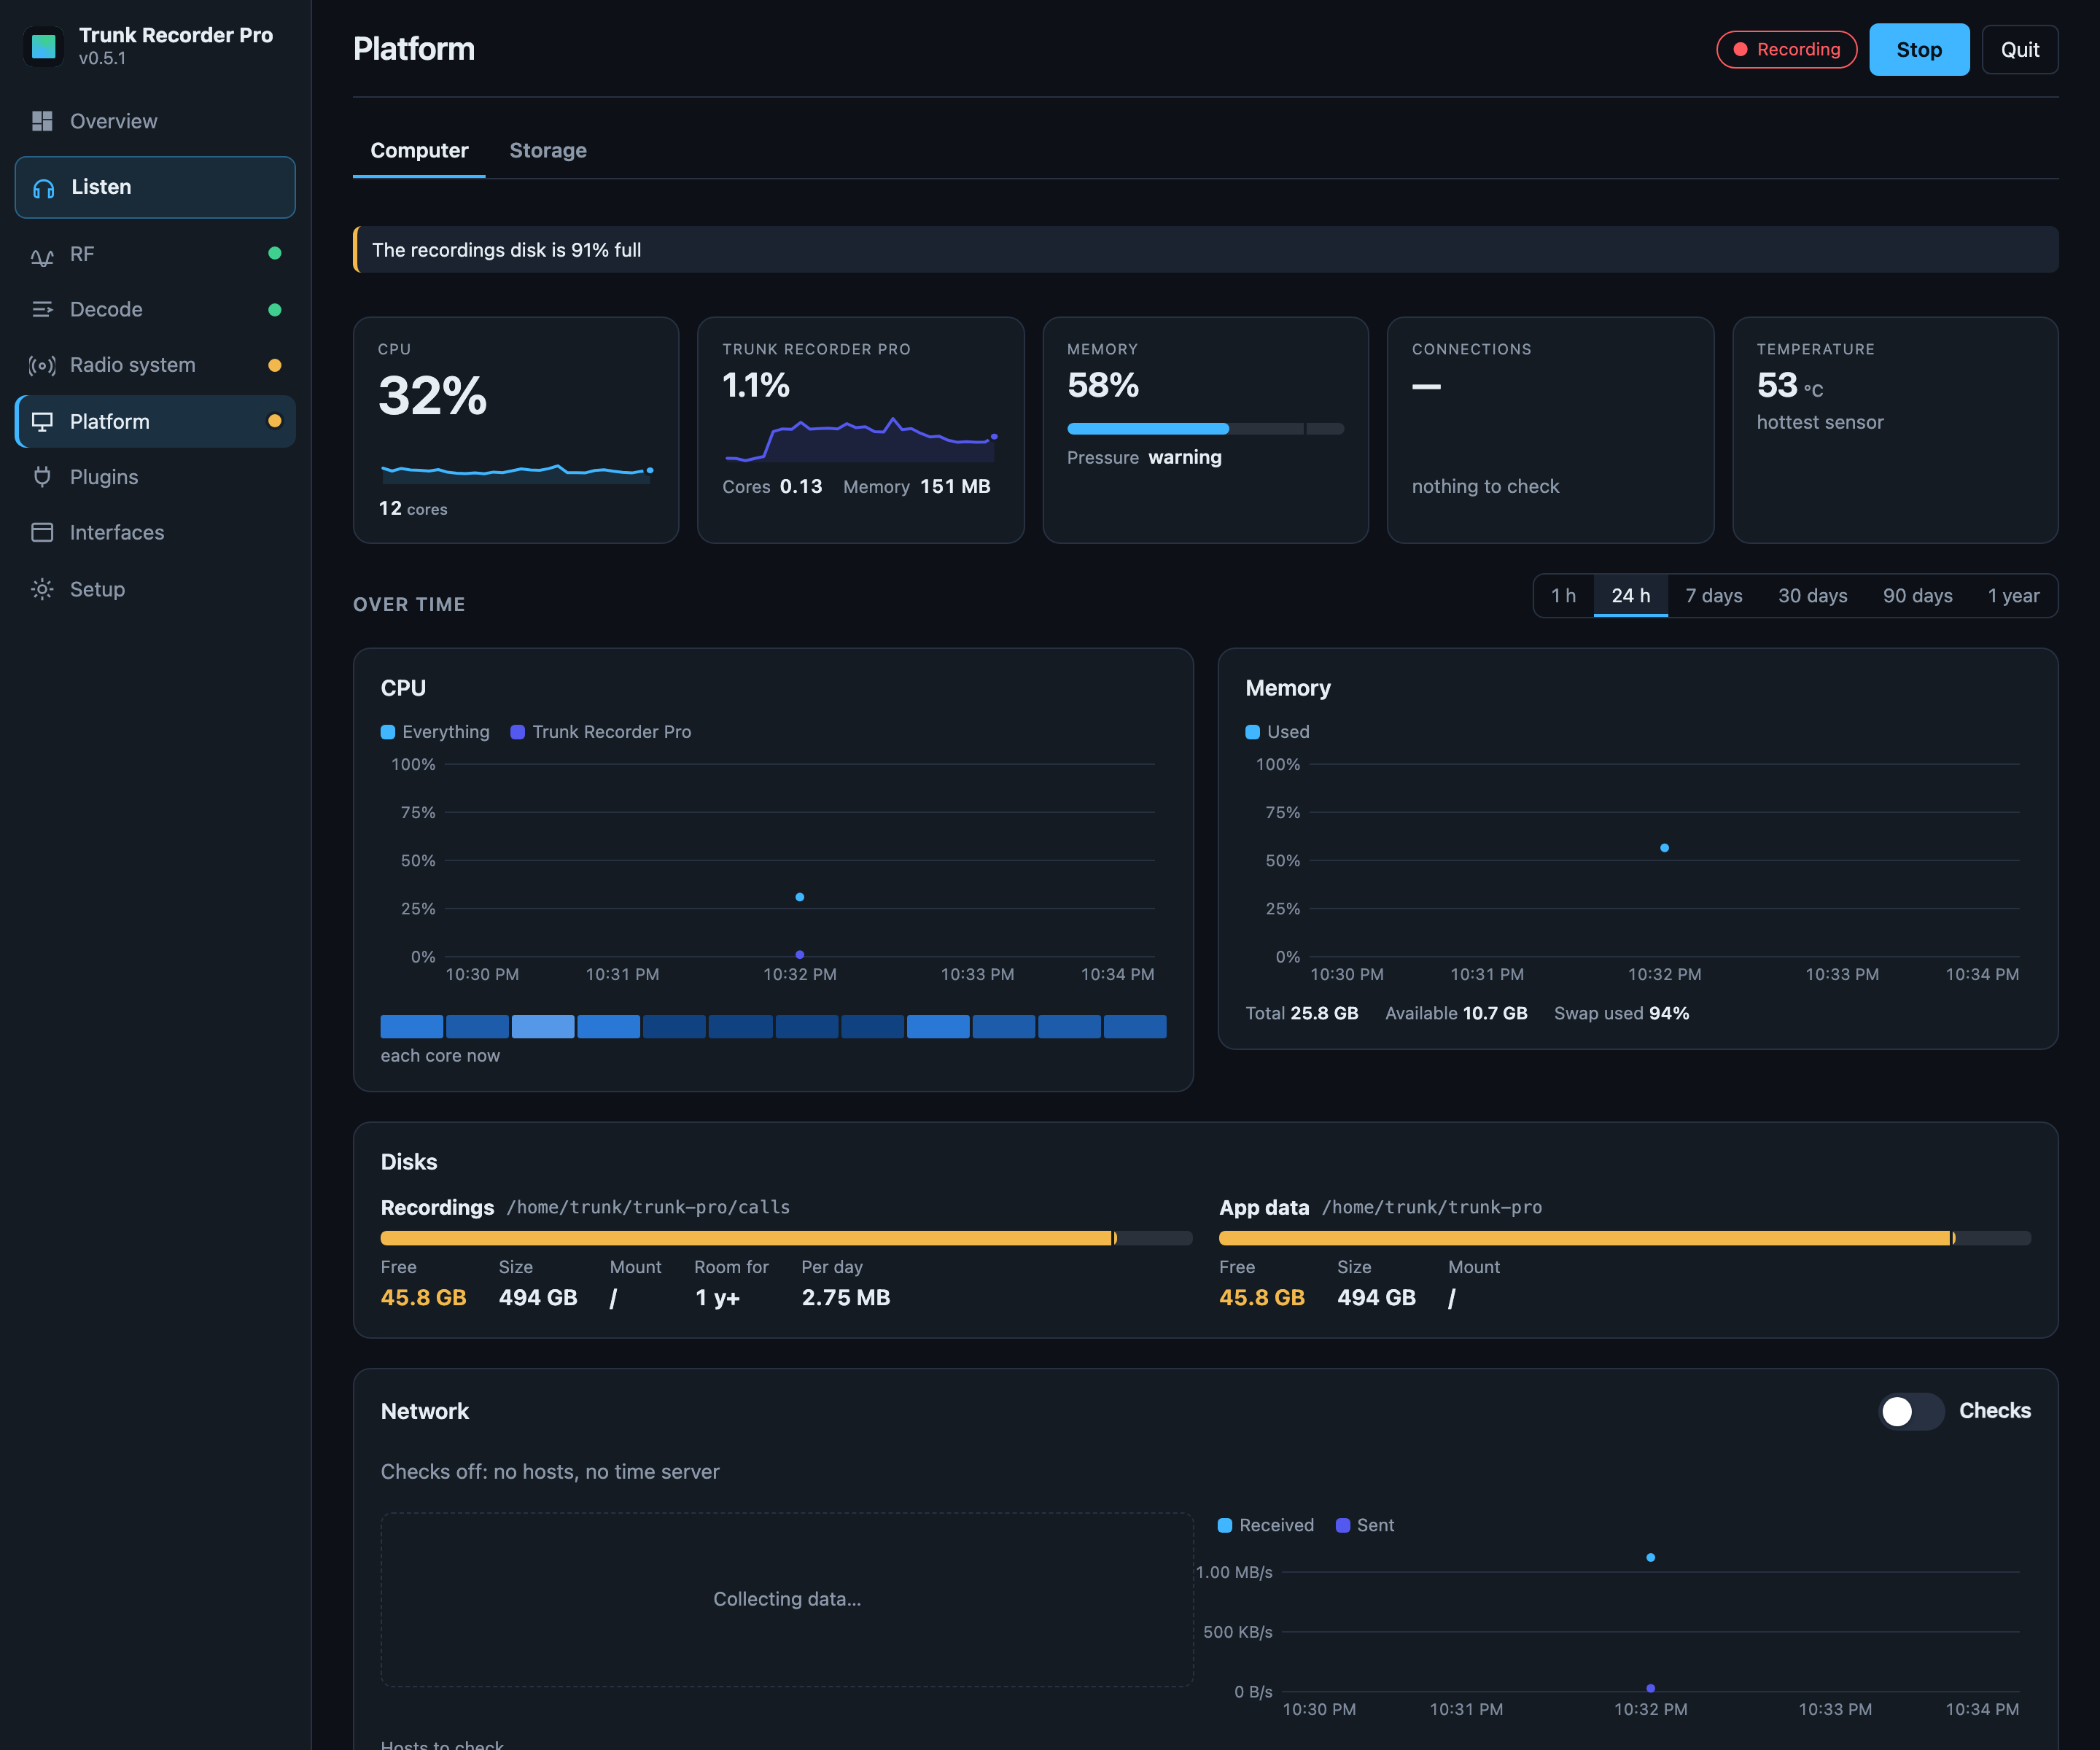 Trunk Recorder Pro
v0.5.1
Overview
Listen
RF
Decode
Radio system
Platform
Plugins
Interfaces
Setup
Platform
Recording
Stop
Quit
Computer Storage
The recordings disk is 91% full
CPU
32%
12 cores
TRUNK RECORDER PRO
1.1%
Cores 0.13 Memory 151 MB
MEMORY
58%
Pressure warning
CONNECTIONS
—
nothing to check
TEMPERATURE
53 °C
hottest sensor
OVER TIME
1 h 24 h 7 days 30 days 90 days 1 year
CPU
Everything Trunk Recorder Pro
100%
75%
50%
25%
0%
10:30 PM 10:31 PM 10:32 PM 10:33 PM 10:34 PM
each core now
Memory
Used
100%
75%
50%
25%
0%
10:30 PM 10:31 PM 10:32 PM 10:33 PM 10:34 PM
Total 25.8 GB Available 10.7 GB Swap used 94%
Disks
Recordings /home/trunk/trunk-pro/calls
Free Size Mount Room for Per day
45.8 GB 494 GB / 1 y+ 2.75 MB
App data /home/trunk/trunk-pro
Free Size Mount
45.8 GB 494 GB /
Network
Checks
Checks off: no hosts, no time server
Collecting data...
Received Sent
1.00 MB/s
500 KB/s
0 B/s
10:30 PM 10:31 PM 10:32 PM 10:33 PM 10:34 PM
Hosts to check